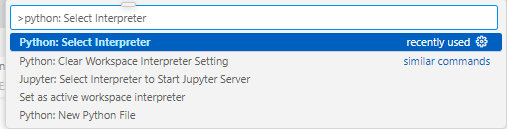 >python: Select Interpreter
Python: Select Interpreter recently used
Python: Clear Workspace Interpreter Setting similar commands
Jupyter: Select Interpreter to Start Jupyter Server
Set as active workspace interpreter
Python: New Python File